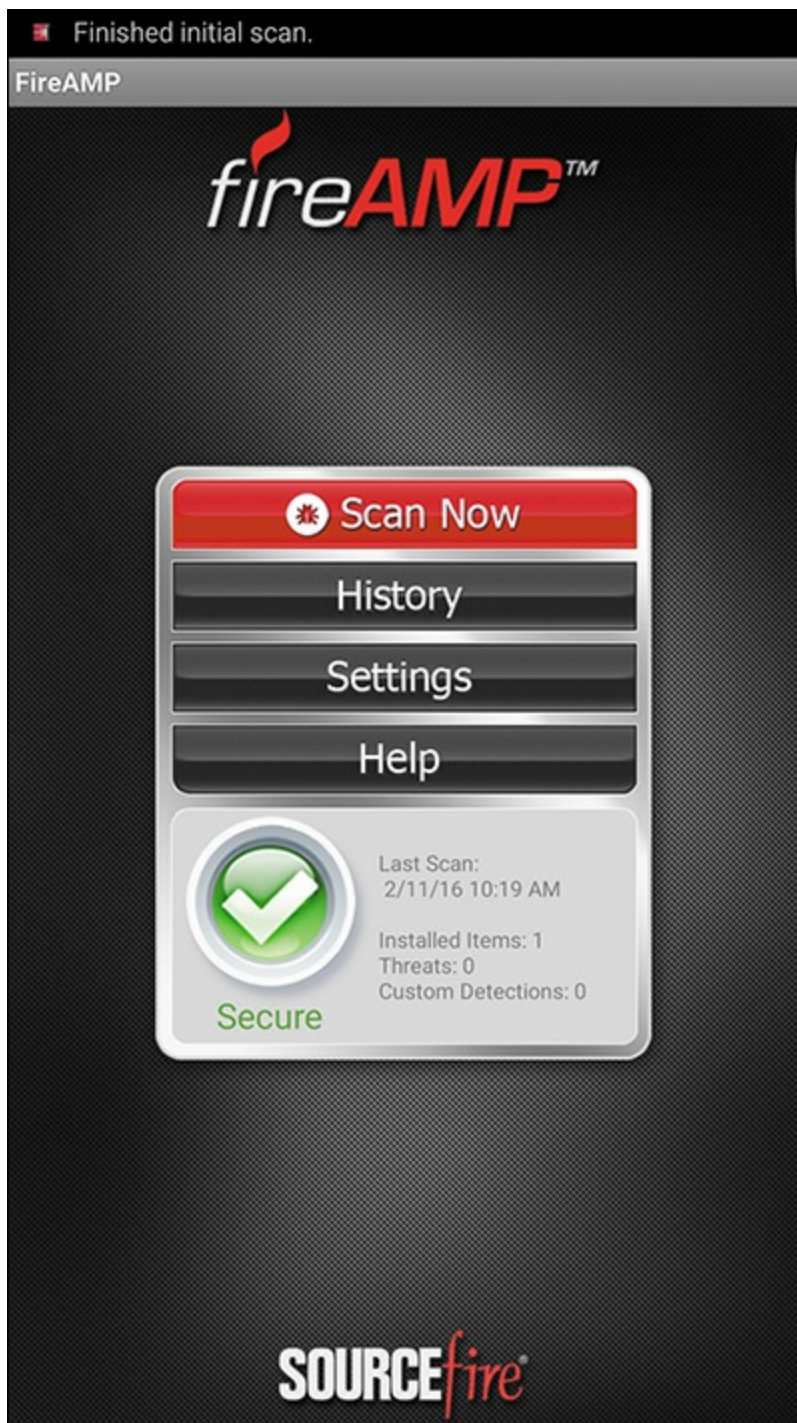 Finished initial scan.
FireAMP
fireAMP™
Scan Now
History
Settings
Help
Last Scan:
2/11/16 10:19 AM
Installed Items: 1
Threats: 0
Custom Detections: 0
Secure
SOURCEfire®